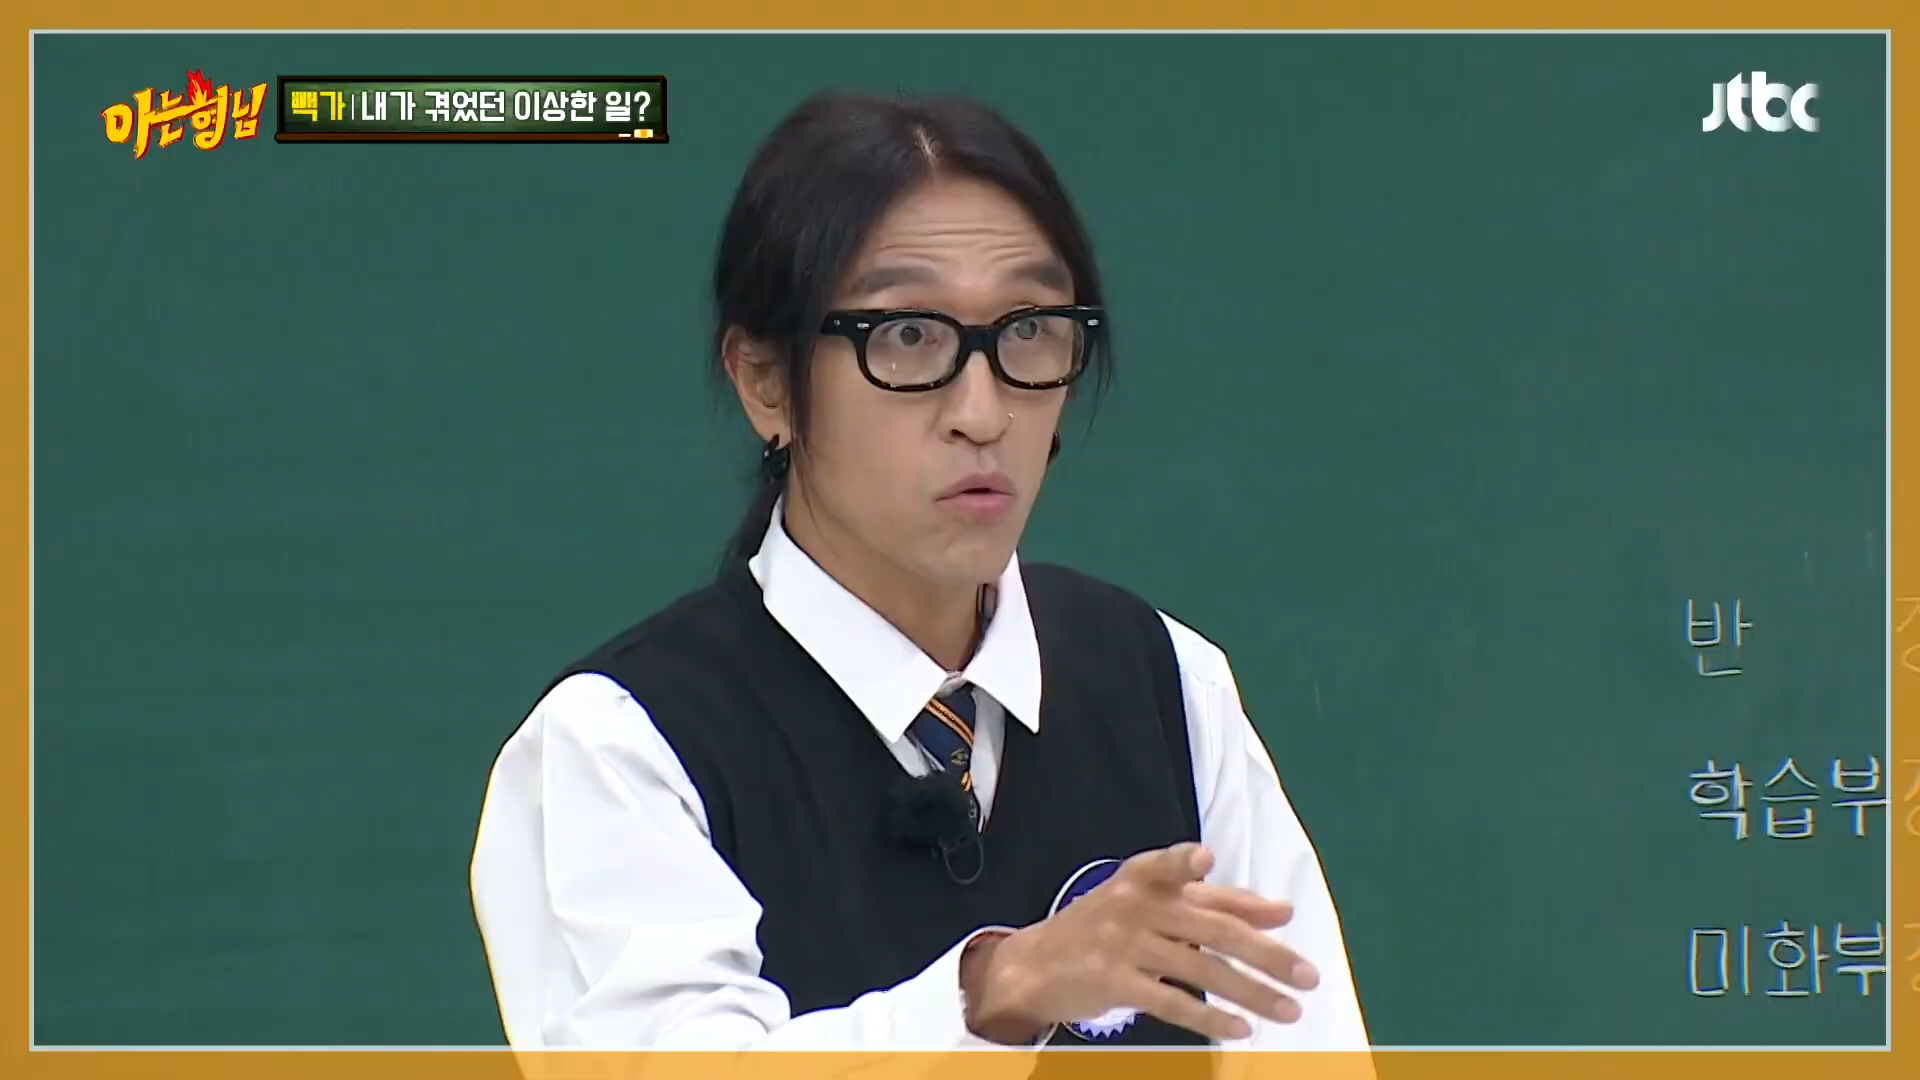 아는형님
빽가 | 내가 겪었던 이상한 일?
jtbc
반
학습부
미화부